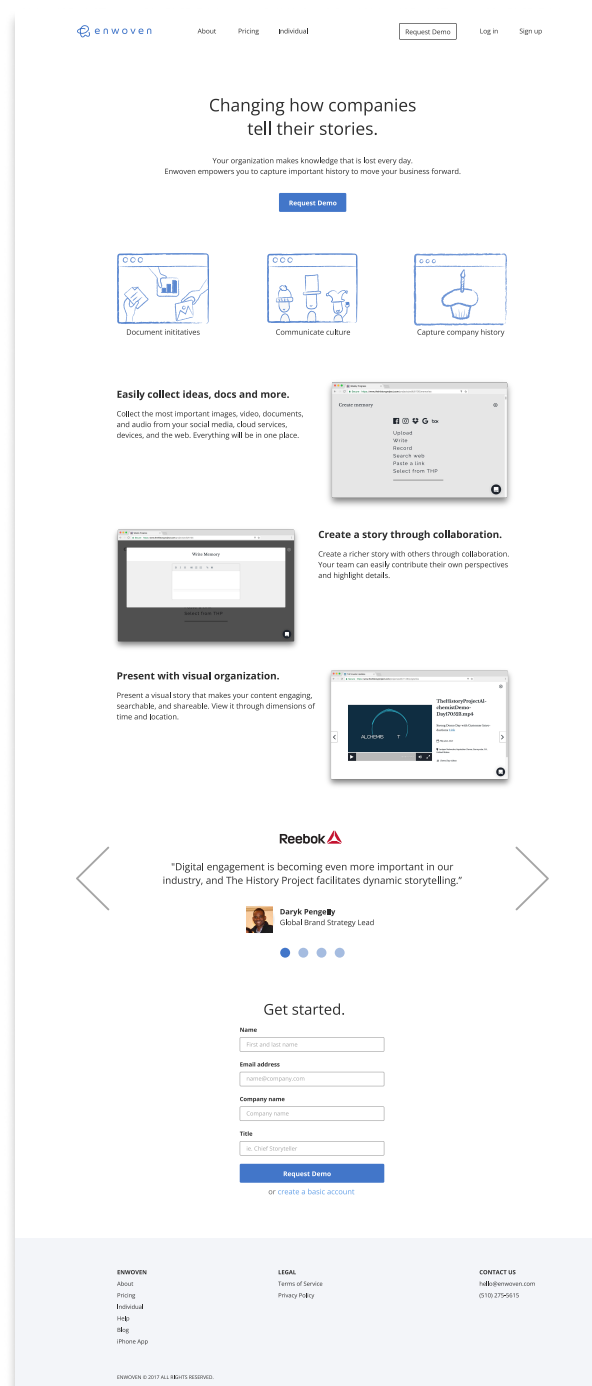 enwoven
About Pricing Individual Request Demo Log in Sign up
Changing how companies
tell their stories.
Your organization makes knowledge that is lost every day.
Enwoven empowers you to capture important history to move your business forward.
Request Demo
Document inititatives
Communicate culture
Capture company history
Easily collect ideas, docs and more.
Collect the most important images, video, documents,
and audio from your social media, cloud services,
devices, and the web. Everything will be in one place.
Create memory
Upload
Write
Record
Search web
Paste a link
Select from THP
Write Memory
Select from THP
Create a story through collaboration.
Create a richer story with others through collaboration.
Your team can easily contribute their own perspectives
and highlight details.
Present with visual organization.
Present a visual story that makes your content engaging,
searchable, and shareable. View it through dimensions of
time and location.
ALCHEMIS T
TheHistoryProjectAl-
chemistDemo-
Day170319.mp4
Reebok
"Digital engagement is becoming even more important in our
industry, and The History Project facilitates dynamic storytelling.”
Daryk Pengelly
Global Brand Strategy Lead
Get started.
Name
First and last name
Email address
name@company.com
Company name
Company name
Title
ie. Chief Storyteller
Request Demo
or create a basic account
ENWOVEN
About
Pricing
Individual
Help
Blog
iPhone App
LEGAL
Terms of Service
Privacy Policy
CONTACT US
hello@enwoven.com
(510) 275-5615
ENWOVEN © 2017 ALL RIGHTS RESERVED.